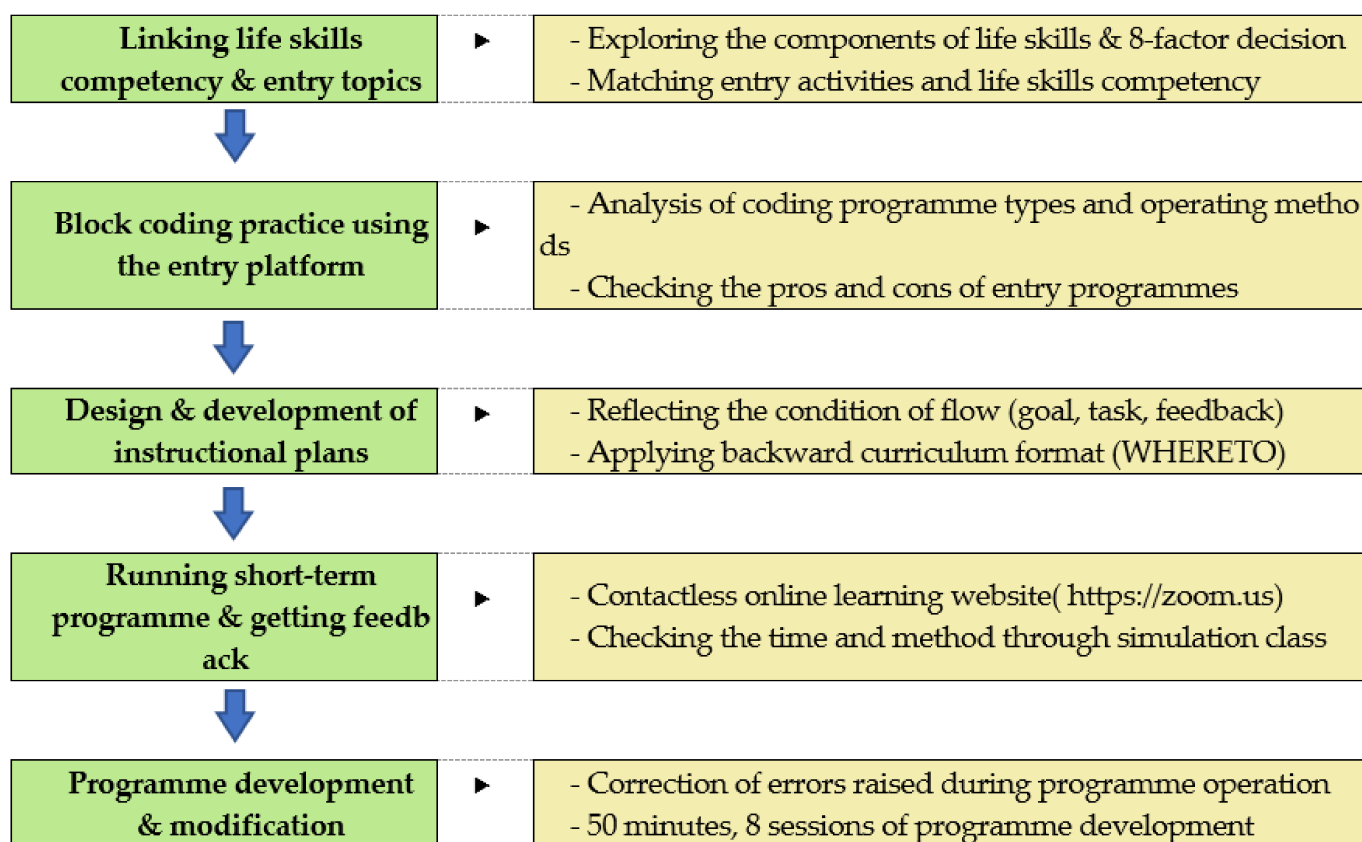 Linking life skills
competency & entry topics
- Exploring the components of life skills & 8-factor decision
- Matching entry activities and life skills competency
Block coding practice using
the entry platform
- Analysis of coding programme types and operating metho
ds
- Checking the pros and cons of entry programmes
Design & development of
instructional plans
- Reflecting the condition of flow (goal, task, feedback)
- Applying backward curriculum format (WHERETO)
Running short-term
programme & getting feedb
ack
- Contactless online learning website( https://zoom.us)
- Checking the time and method through simulation class
Programme development
& modification
- Correction of errors raised during programme operation
- 50 minutes, 8 sessions of programme development